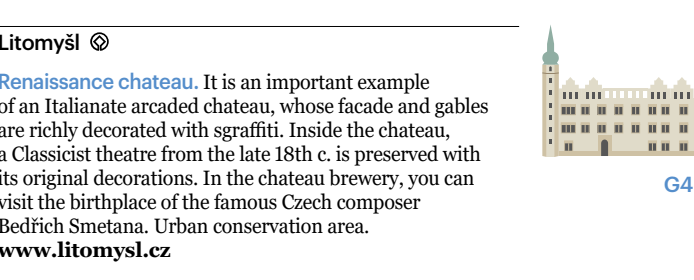 Litomyšl
Renaissance chateau. It is an important example
of an Italianate arcaded chateau, whose facade and gables
are richly decorated with sgraffiti. Inside the chateau,
a Classicist theatre from the late 18th c. is preserved with
its original decorations. In the chateau brewery, you can
visit the birthplace of the famous Czech composer
Bedřich Smetana. Urban conservation area.
www.litomysl.cz
G4